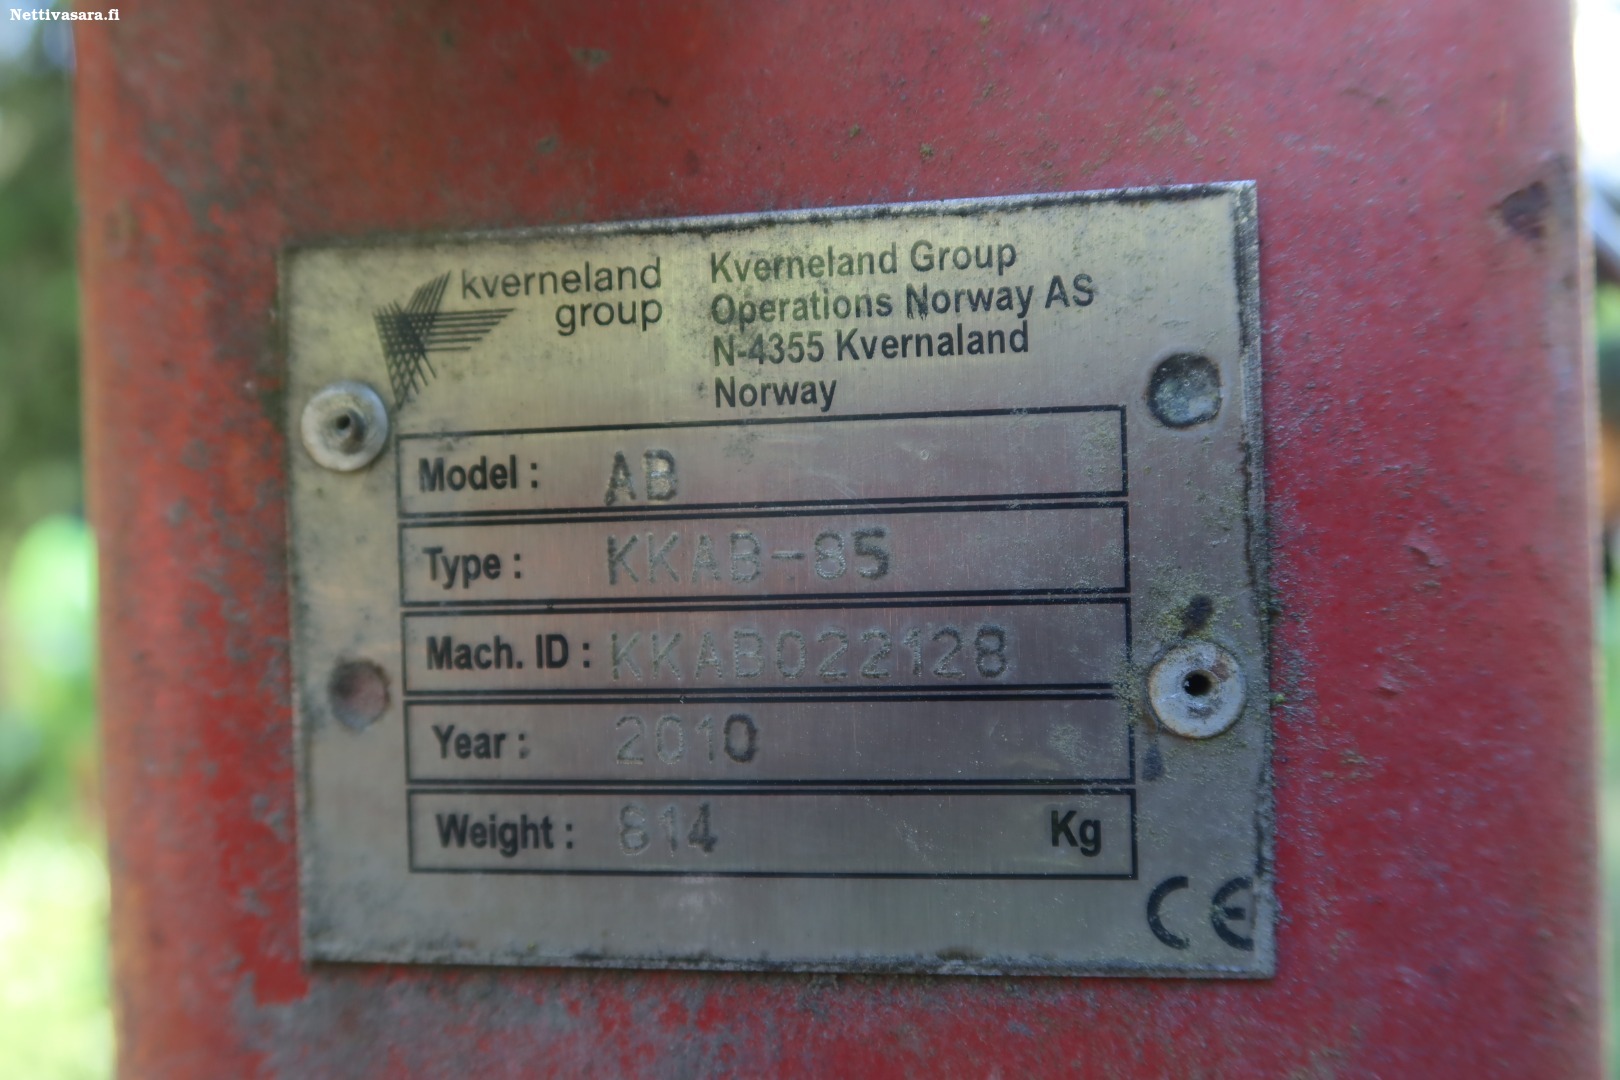 Nettivasara.fi
kverneland
group
Kverneland Group
Operations Norway AS
N-4355 Kvernaland
Norway
Model : AB
Type : KKAB-85
Mach. ID : KKAB022128
Year : 2010
Weight : 814 Kg
CE